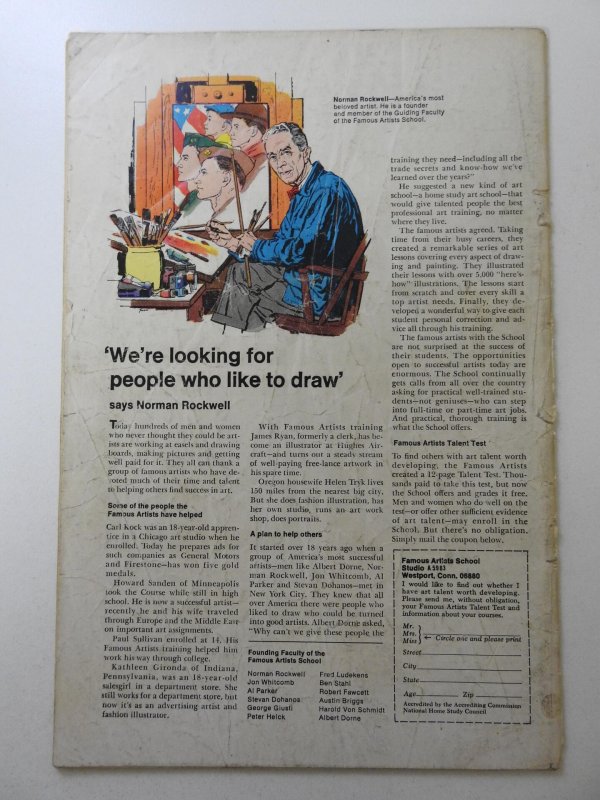 Norman Rockwell—America's most
beloved artist. He is a founder
and member of the Guiding Faculty
of the Famous Artists School.
'We're looking for
people who like to draw'
says Norman Rockwell
Today hundreds of men and women
who never thought they could be art-
ists are working at easels and drawing
boards, making pictures and getting
well paid for it. They all can thank a
group of famous artists who have de-
voted much of their time and talent
to helping others find success in art.
Some of the people the
Famous Artists have helped
Carl Kock was an 18-year-old appren-
tice in a Chicago art studio when he
enrolled. Today he prepares ads for
such companies as General Motors
and Firestone—has won five gold
medals.
Howard Sanden of Minneapolis
took the Course while still in high
school. He is now a successful artist—
recently he and his wife traveled
through Europe and the Middle East
on important art assignments.
Paul Sullivan enrolled at 14. His
Famous Artists training helped him
work his way through college.
Kathleen Gironda of Indiana,
Pennsylvania, was an 18-year-old
salesgirl in a department store. She
still works for a department store, but
now it's as an advertising artist and
fashion illustrator.
With Famous Artists training
James Ryan, formerly a clerk, has be-
come an illustrator at Hughes Air-
craft—and turns out a steady stream
of well-paying free-lance artwork in
his spare time.
Oregon housewife Helen Tryk lives
150 miles from the nearest big city.
But she does fashion illustration, has
her own studio, runs an art work
shop, does portraits.
A plan to help others
It started over 18 years ago when a
group of America's most successful
artists—men like Albert Dorne, Nor-
man Rockwell, Jon Whitcomb, Al
Parker and Stevan Dohanos—met in
New York City. They knew that all
over America there were people who
liked to draw who could be turned
into good artists. Albert Dorne asked,
"Why can't we give these people the
training they need—including all the
trade secrets and know-how we've
learned over the years?"
He suggested a new kind of art
school—a home study art school—that
would give talented people the best
professional art training, no matter
where they live.
The famous artists agreed. Taking
time from their busy careers, they
created a remarkable series of art
lessons covering every aspect of draw-
ing and painting. They illustrated
their lessons with over 5,000 "here's-
how" illustrations. The lessons start
from scratch and cover every skill a
top artist needs. Finally, they de-
veloped a wonderful way to give each
student personal correction and ad-
vice all through his training.
The famous artists with the School
are not surprised at the success of
their students. The opportunities
open to successful artists today are
enormous. The School continually
gets calls from all over the country
asking for practical well-trained stu-
dents—not geniuses—who can step
into full-time or part-time art jobs.
And practical, thorough training is
what the School offers.
Famous Artists Talent Test
To find others with art talent worth
developing, the Famous Artists
created a 12-page Talent Test. Thou-
sands paid to take this test, but now
the School offers and grades it free.
Men and women who do well on the
test—or offer other sufficient evidence
of art talent—may enroll in the
School. But there's no obligation.
Simply mail the coupon below.
Founding Faculty of the
Famous Artists School
Norman Rockwell
Jon Whitcomb
Al Parker
Stevan Dohanos
George Giusti
Peter Helck
Fred Ludekens
Ben Stahl
Robert Fawcett
Austin Briggs
Harold Von Schmidt
Albert Dorne
Famous Artists School
Studio
Westport, Conn. 06880
I would like to find out whether I
have art talent worth developing.
Please send me, without obligation,
your Famous Artists Talent Test and
information about your courses.
Mr.
Mrs.
Miss
← Circle one and please print
Street
City
State
Age Zip
Accredited by the Accrediting Commission
National Home Study Council